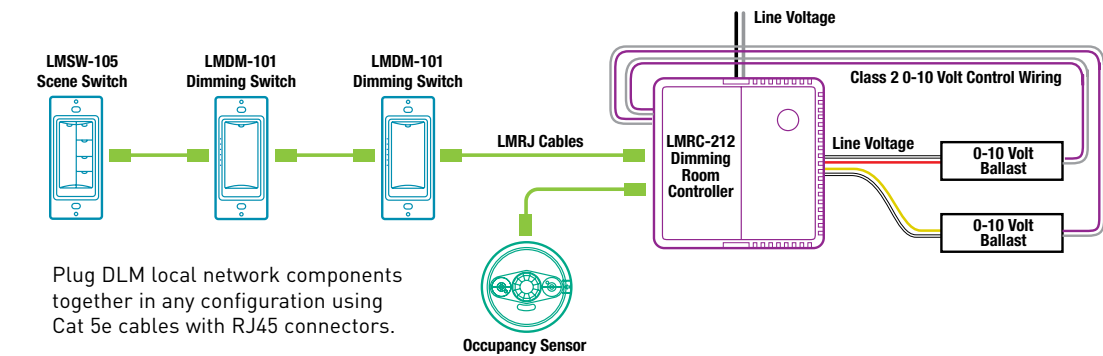 Line Voltage
LMSW-105
Scene Switch
LMDM-101
Dimming Switch
LMDM-101
Dimming Switch
Class 2 0-10 Volt Control Wiring
LMRJ Cables
LMRC-212
Dimming
Room
Controller
Line Voltage
0-10 Volt
Ballast
0-10 Volt
Ballast
Plug DLM local network components
together in any configuration using
Cat 5e cables with RJ45 connectors.
Occupancy Sensor